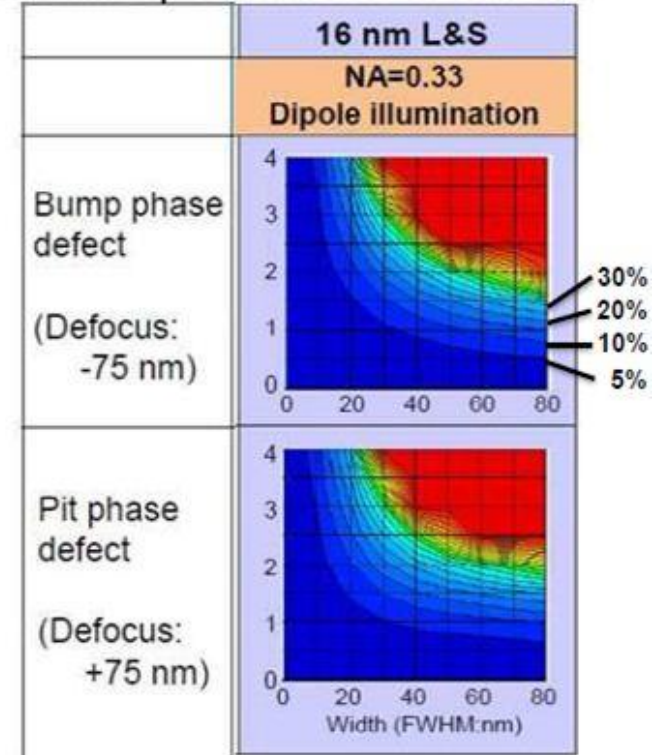 16 nm L&S
NA=0.33
Dipole illumination
Bump phase
defect
(Defocus:
-75 nm)
4
3
2
1
0
0 20 40 60 80
30%
20%
10%
5%
Pit phase
defect
(Defocus:
+75 nm)
4
3
2
1
0
0 20 40 60 80
Width (FWHM:nm)